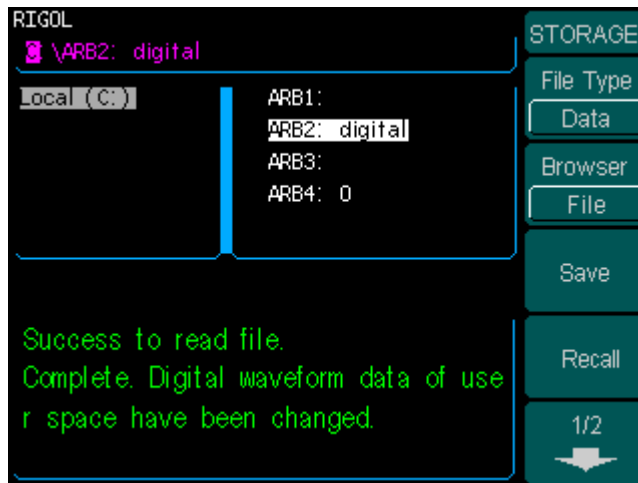 RIGOL
C \ARB2: digital
Local (C:)
ARB1:
ARB2: digital
ARB3:
ARB4: 0
Success to read file.
Complete. Digital waveform data of use
r space have been changed.
STORAGE
File Type
Data
Browser
File
Save
Recall
1/2